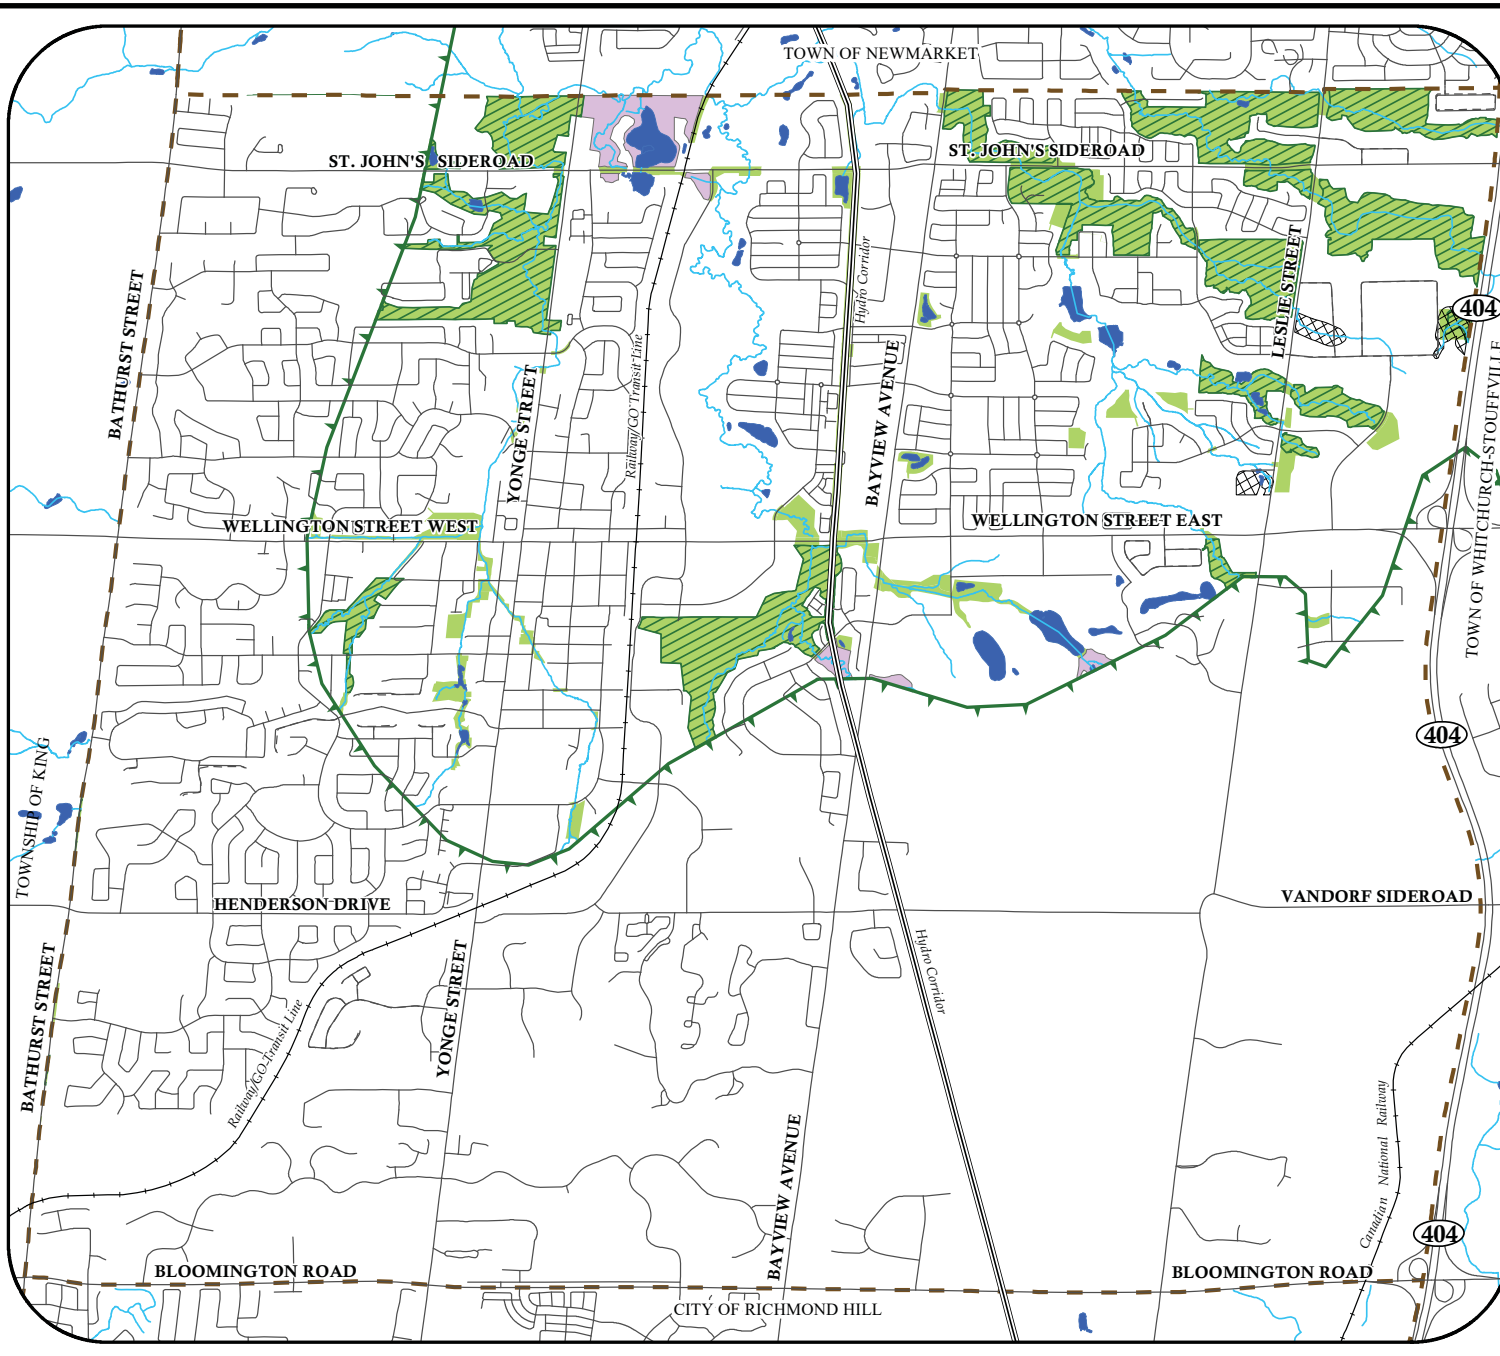 TOWN OF NEWMARKET
ST. JOHN'S SIDEROAD
ST. JOHN'S SIDEROAD
BATHURST STREET
YONGE STREET
Railway/GO Transit Line
Hydro Corridor
BAYVIEW AVENUE
LESLIE STREET
404
TOWN OF WHITCHURCH-STOUFFVILLE
WELLINGTON STREET WEST
WELLINGTON STREET EAST
404
TOWNSHIP OF KING
HENDERSON DRIVE
VANDORF SIDEROAD
BATHURST STREET
YONGE STREET
Railway/GO Transit Line
Hydro Corridor
BAYVIEW AVENUE
Canadian National Railway
404
BLOOMINGTON ROAD
BLOOMINGTON ROAD
CITY OF RICHMOND HILL